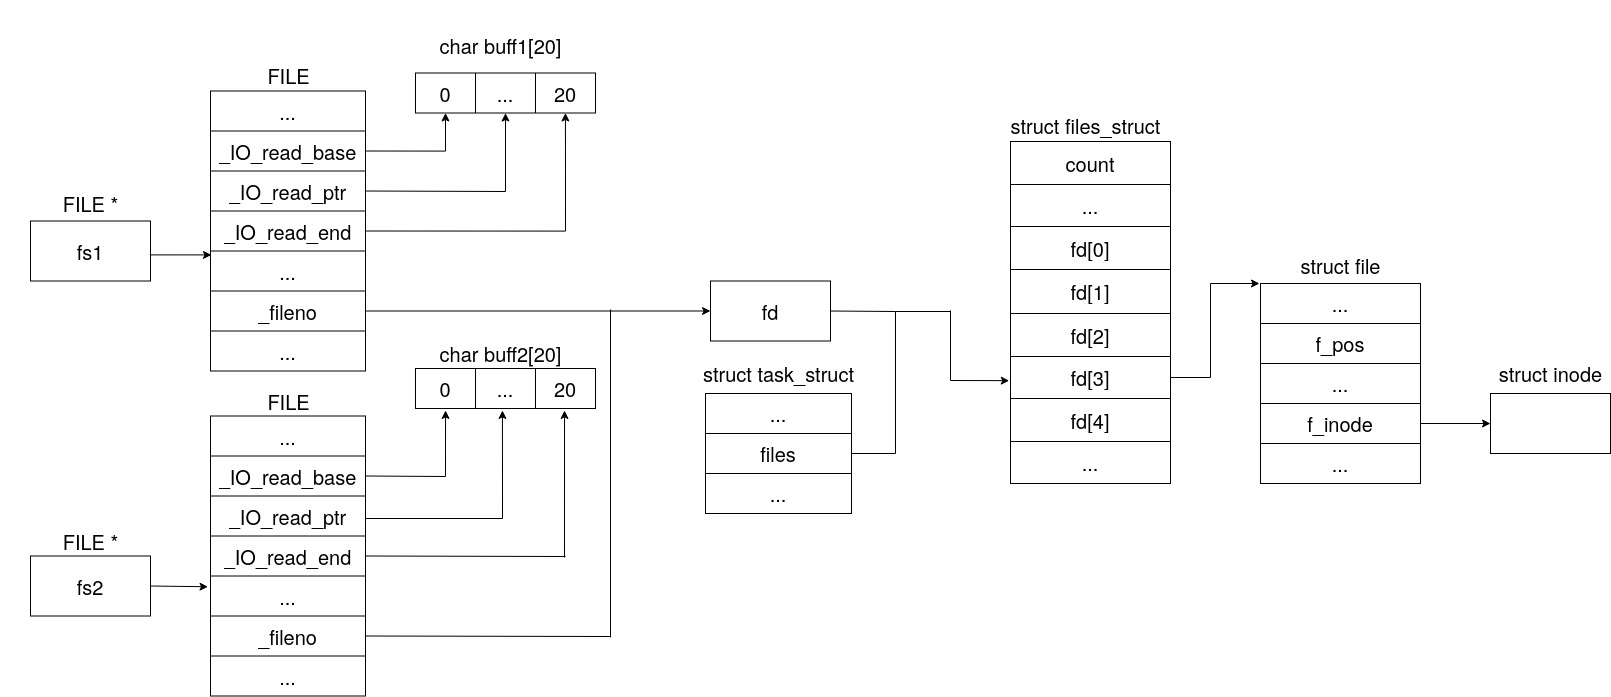 char buff1[20]
0 ... 20
FILE
...
_IO_read_base
_IO_read_ptr
_IO_read_end
...
_fileno
...
FILE *
fs1
char buff2[20]
0 ... 20
FILE
...
_IO_read_base
_IO_read_ptr
_IO_read_end
...
_fileno
...
FILE *
fs2
fd
struct task_struct
...
files
...
struct files_struct
count
...
fd[0]
fd[1]
fd[2]
fd[3]
fd[4]
...
struct file
...
f_pos
...
f_inode
...
struct inode